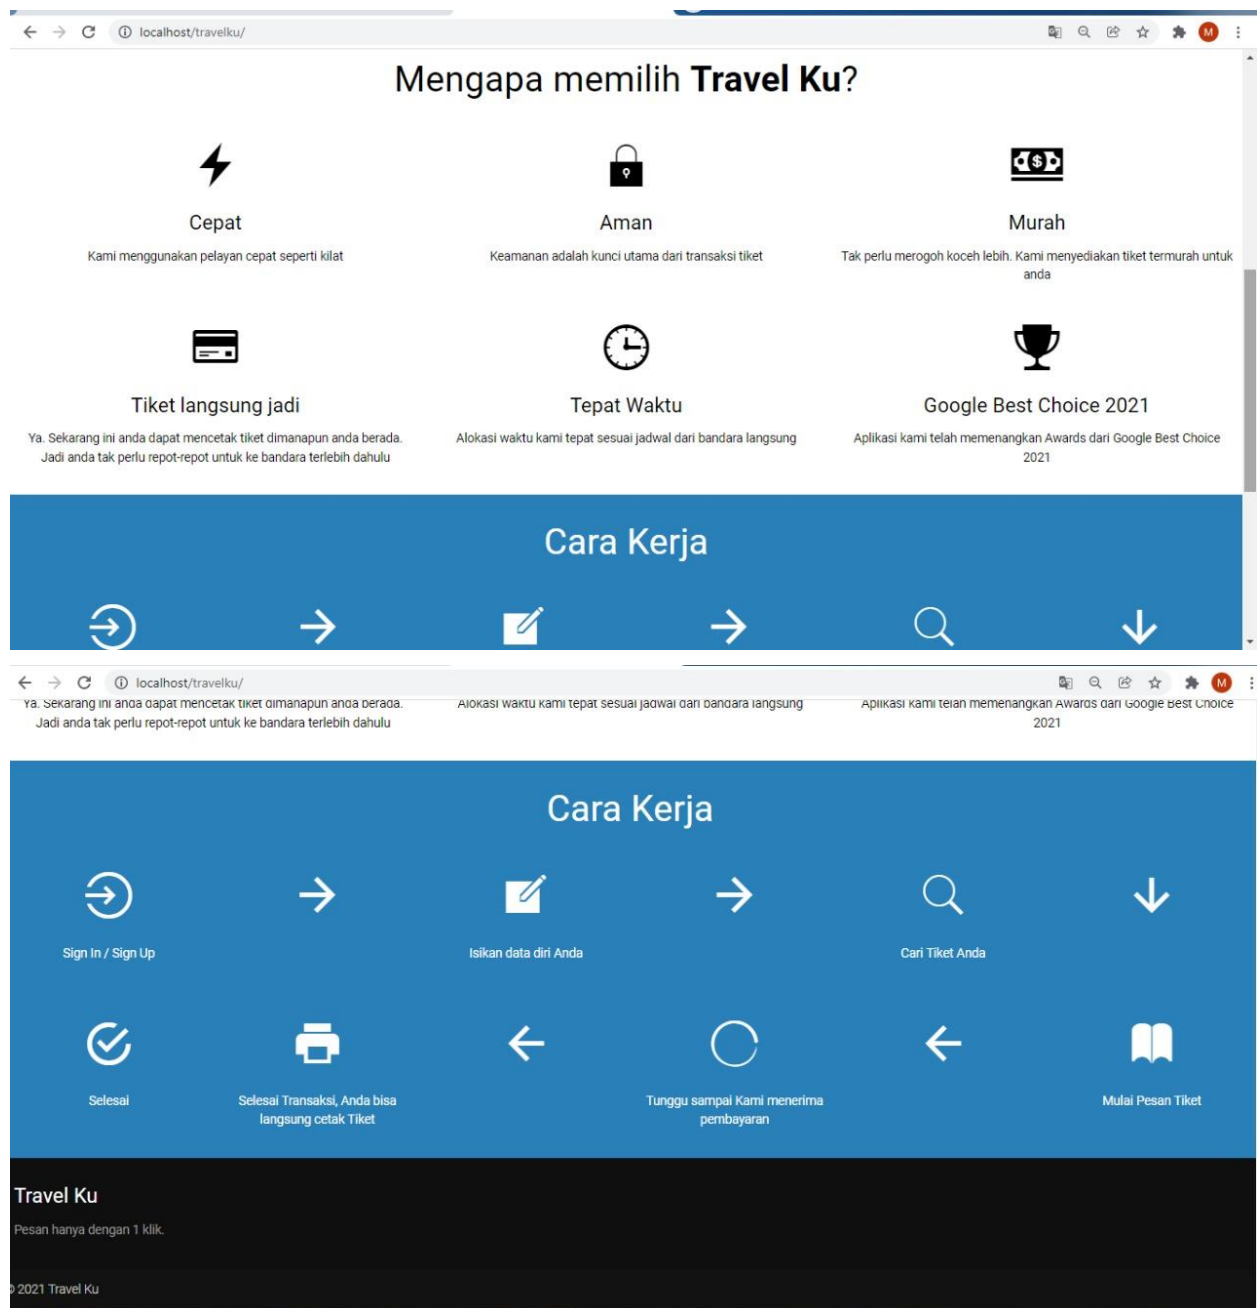 localhost/travelku/
M
Mengapa memilih Travel Ku?
Cepat
Aman
Murah
Kami menggunakan pelayan cepat seperti kilat
Keamanan adalah kunci utama dari transaksi tiket
Tak perlu merogoh koceh lebih. Kami menyediakan tiket termurah untuk
anda
Tiket langsung jadi
Tepat Waktu
Google Best Choice 2021
Ya. Sekarang ini anda dapat mencetak tiket dimanapun anda berada.
Jadi anda tak perlu repot-repot untuk ke bandara terlebih dahulu
Alokasi waktu kami tepat sesuai jadwal dari bandara langsung
Aplikasi kami telah memenangkan Awards dari Google Best Choice
2021
Cara Kerja
localhost/travelku/
M
Ya. Sekarang ini anda dapat mencetak tiket dimanapun anda berada.
Jadi anda tak perlu repot-repot untuk ke bandara terlebih dahulu
Alokasi waktu kami tepat sesuai jadwal dari bandara langsung
Aplikasi kami telah memenangkan Awards dari Google Best Choice
2021
Cara Kerja
Sign In / Sign Up
Isikan data diri Anda
Cari Tiket Anda
Selesai
Selesai Transaksi, Anda bisa
langsung cetak Tiket
Tunggu sampai Kami menerima
pembayaran
Mulai Pesan Tiket
Travel Ku
Pesan hanya dengan 1 klik.
© 2021 Travel Ku